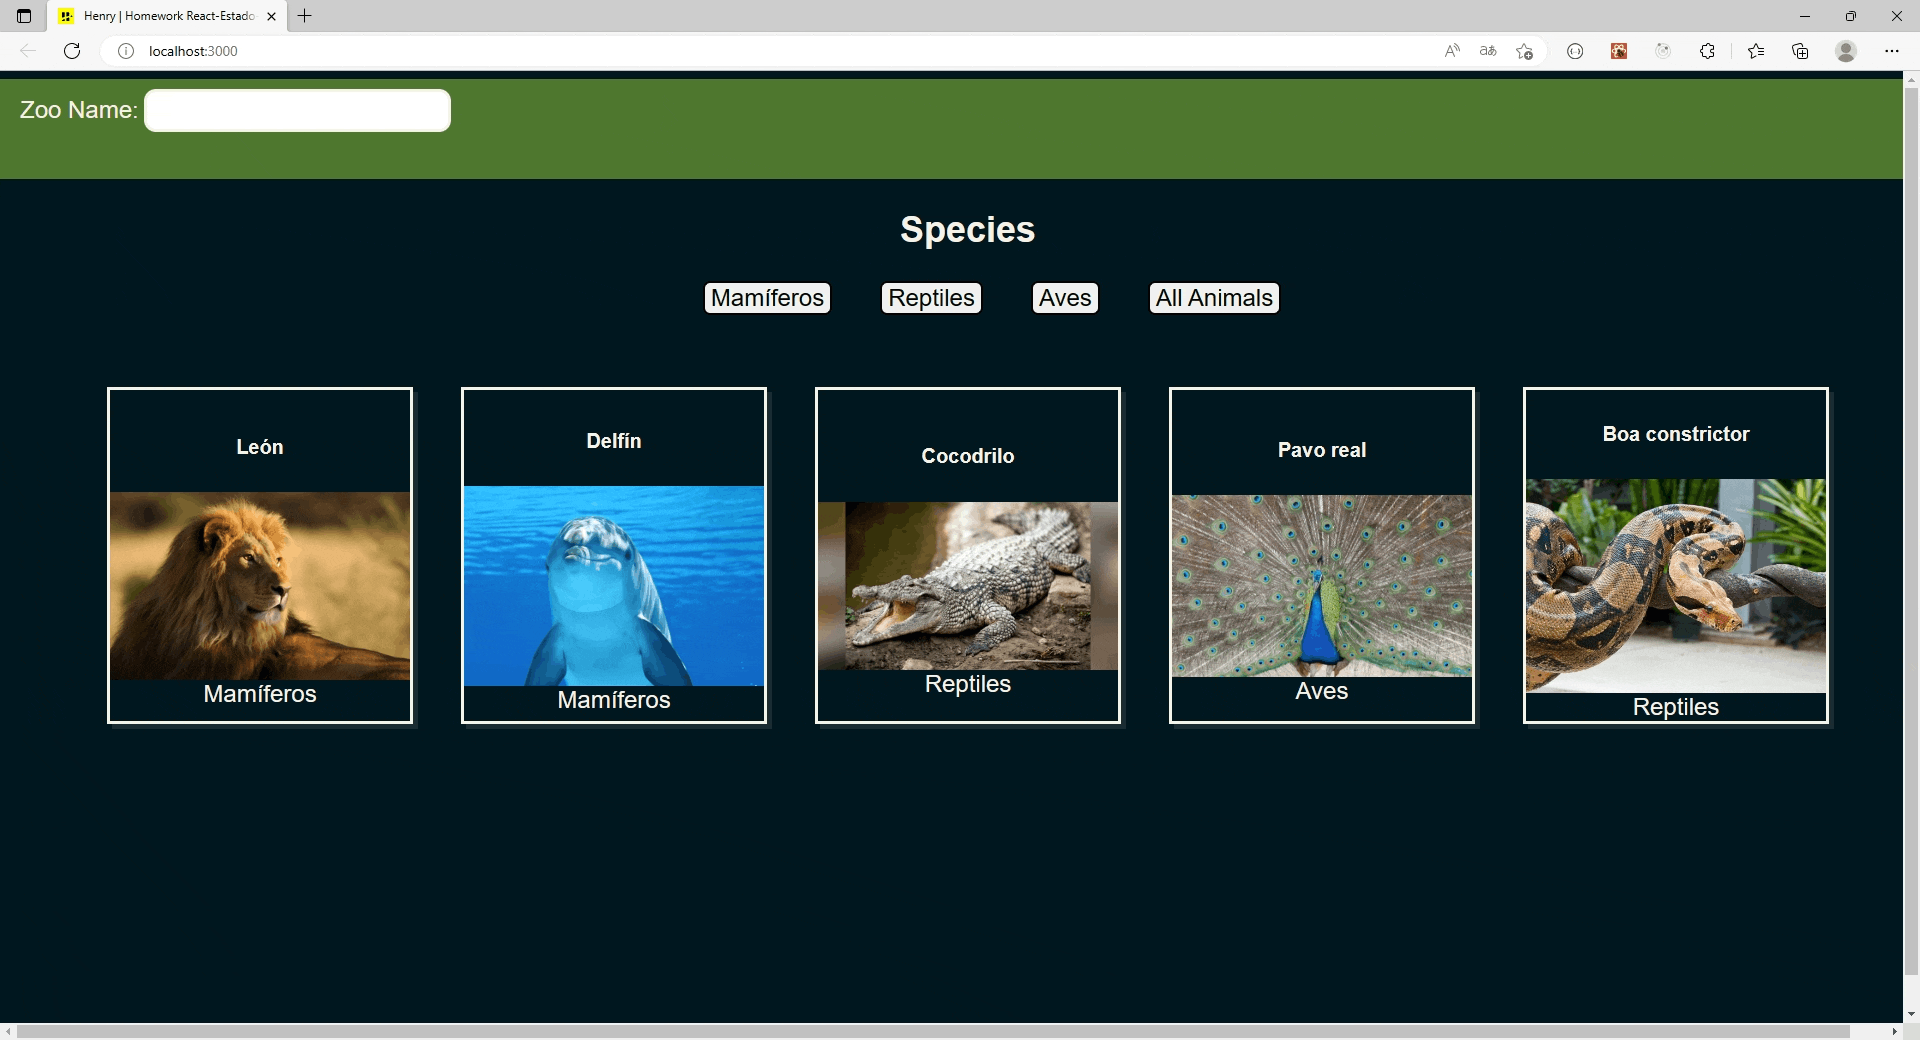 Henry | Homework React-Estado
localhost:3000
Zoo Name:
Species
Mamíferos Reptiles Aves All Animals
León
Mamíferos
Delfín
Mamíferos
Cocodrilo
Reptiles
Pavo real
Aves
Boa constrictor
Reptiles